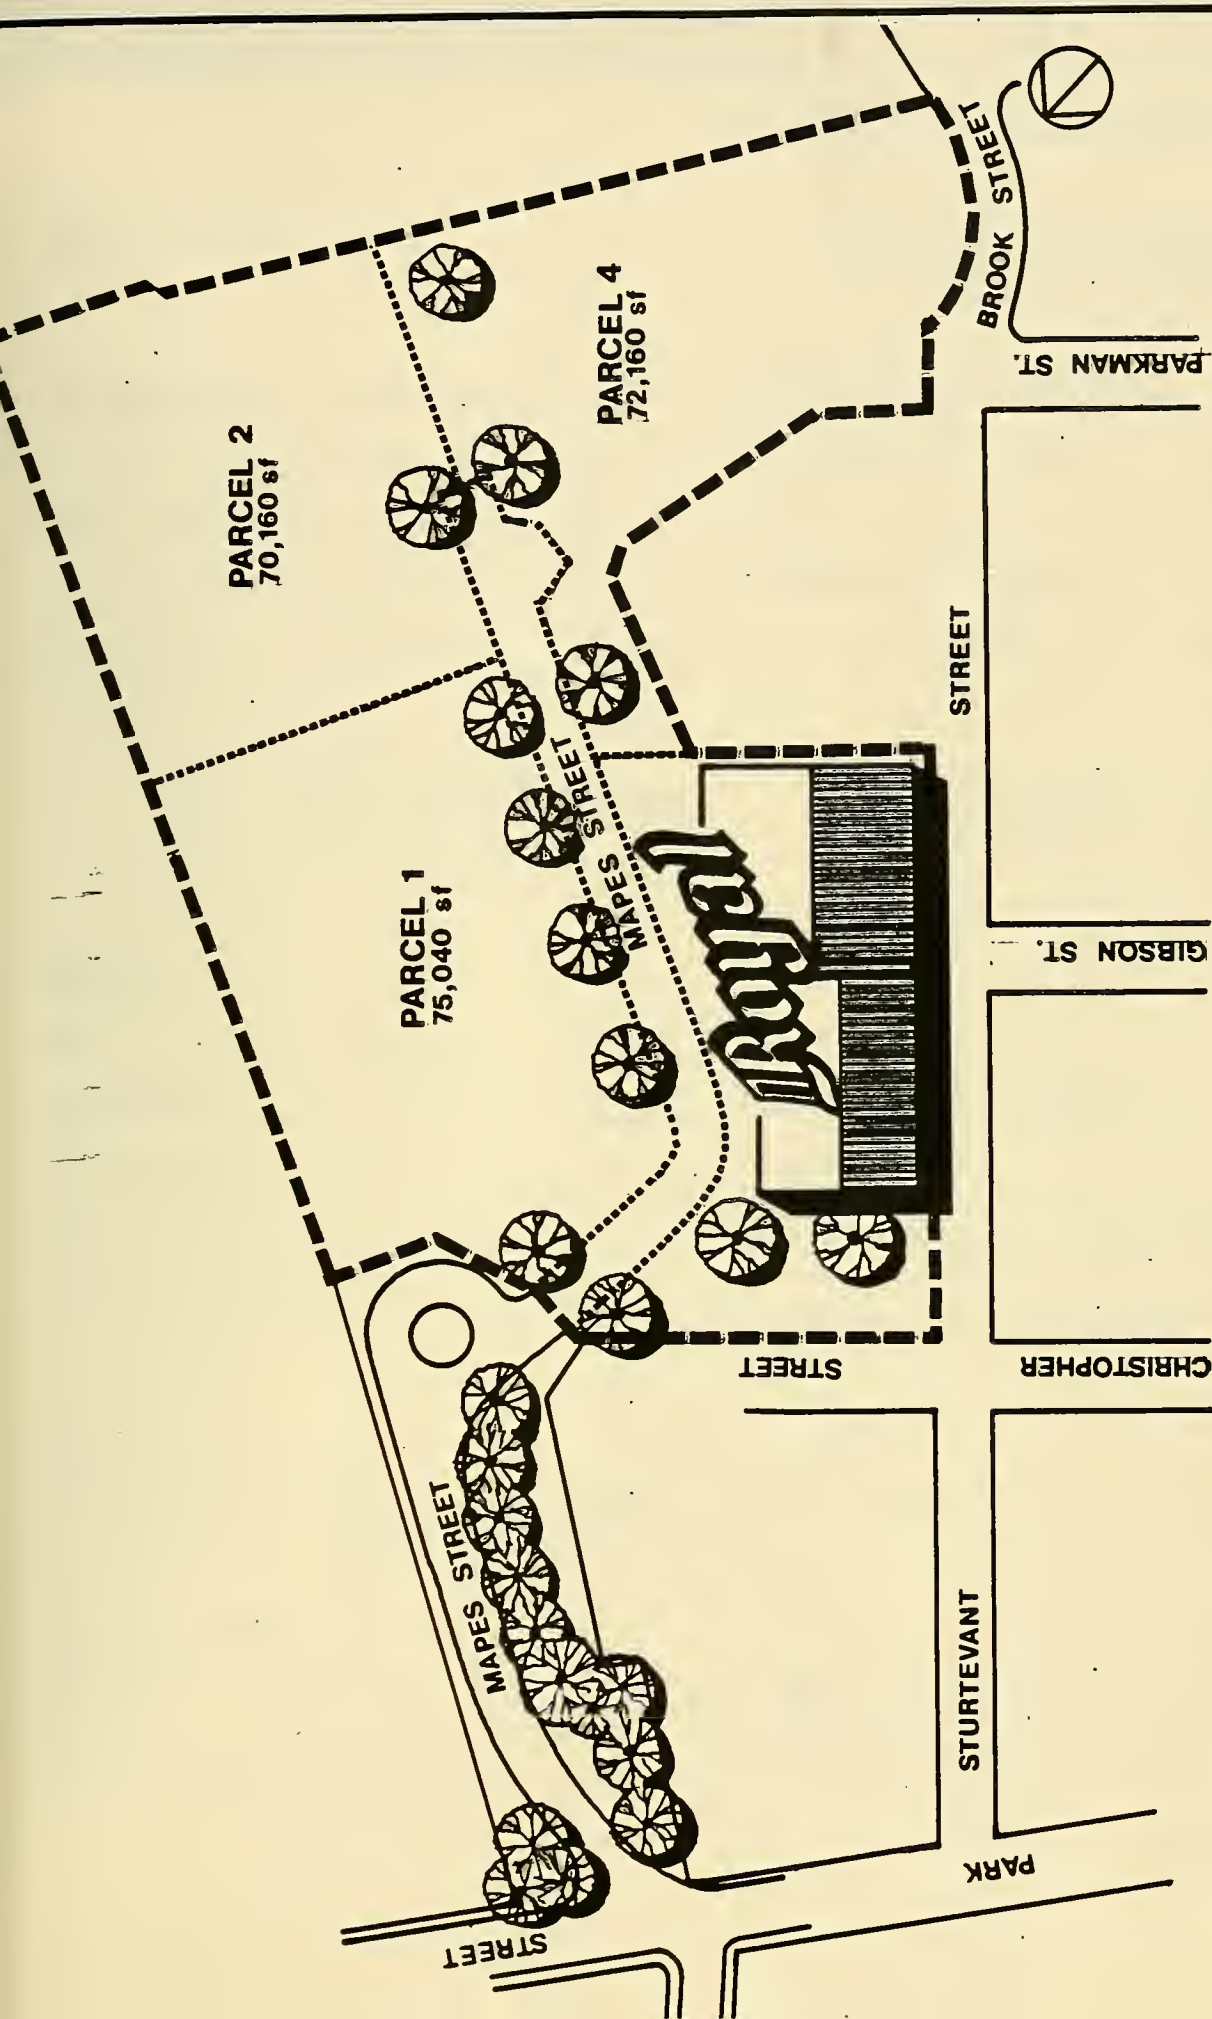 PARCEL 2
70,160 sf
PARCEL 4
72,160 sf
PARCEL 1
75,040 sf
MAPES STREET
Royal
BROOK STREET
PARKMAN ST.
GIBSON ST.
CHRISTOPHER
STREET
STURTEVANT
STREET
MAPES STREET
PARK
STREET